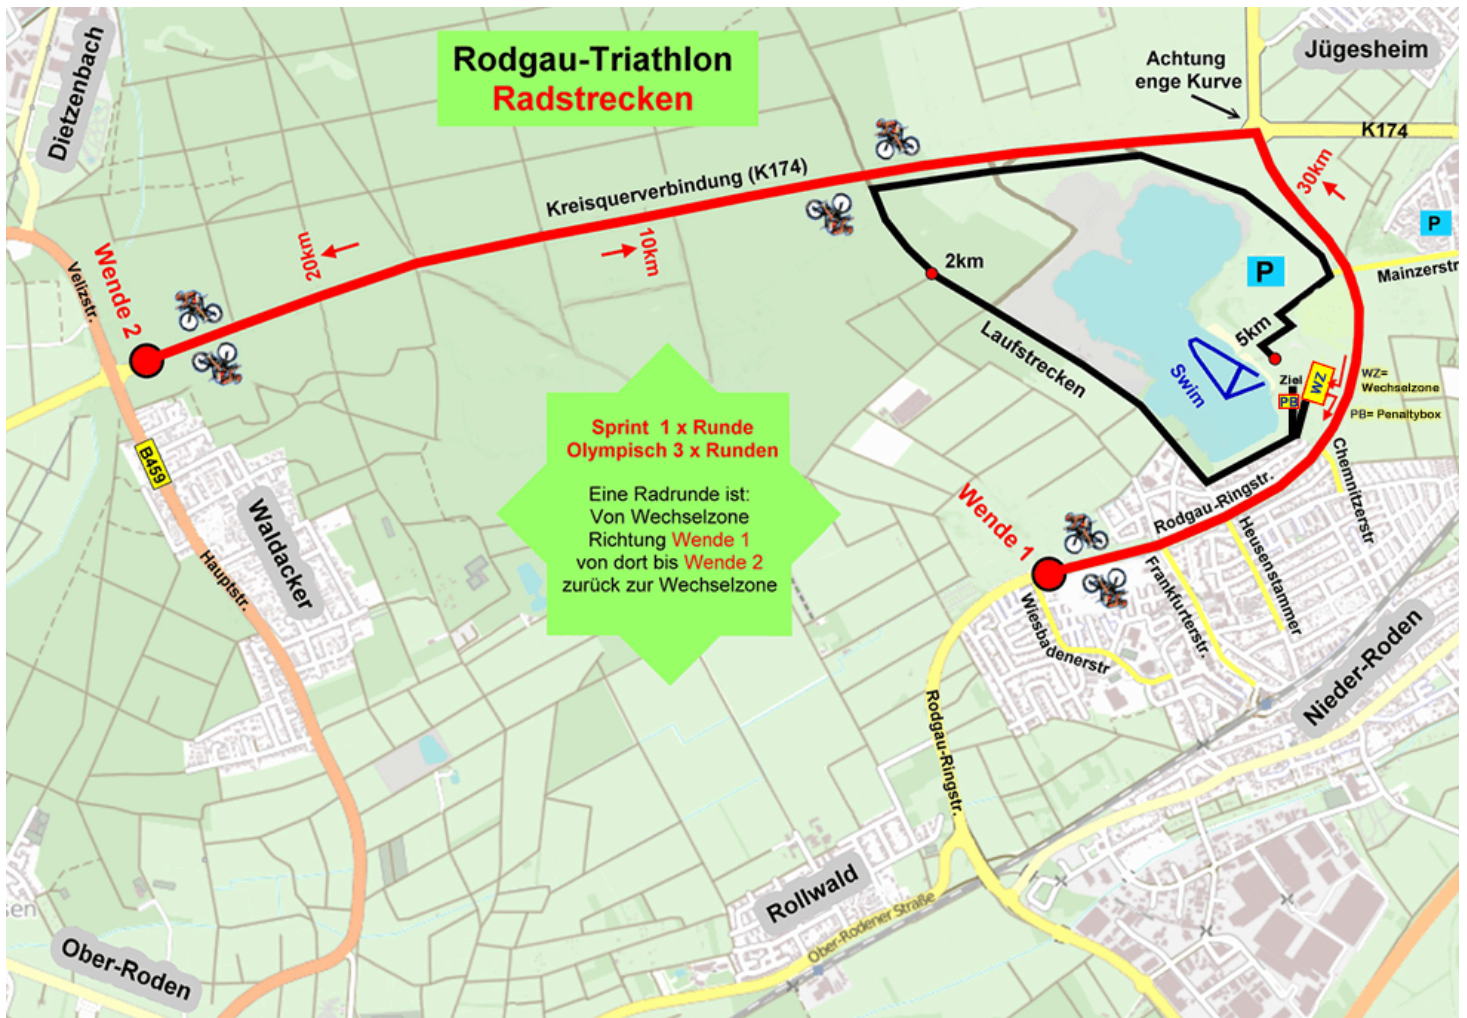 Rodgau-Triathlon
Radstrecken
Dietzenbach
Jügesheim
Achtung
enge Kurve
K174
30km
P
Kreisquerverbindung (K174)
10km
20km
Wende 2
Velizstr.
2km
P
Mainzerstr
5km
Laufstrecken
Swim
Ziel
WZ
PB
WZ=
Wechselzone
PB= Penaltybox
Chemnitzerstr
Sprint 1 x Runde
Olympisch 3 x Runden
Eine Radrunde ist:
Von Wechselzone
Richtung Wende 1
von dort bis Wende 2
zurück zur Wechselzone
B459
Waldacker
Hauptstr.
Wende 1
Rodgau-Ringstr.
Heusenstammer
Frankfurterstr.
Wiesbadenerstr
Nieder-Roden
Rodgau-Ringstr.
Rollwald
Ober-Rodener Straße
sen
Ober-Roden